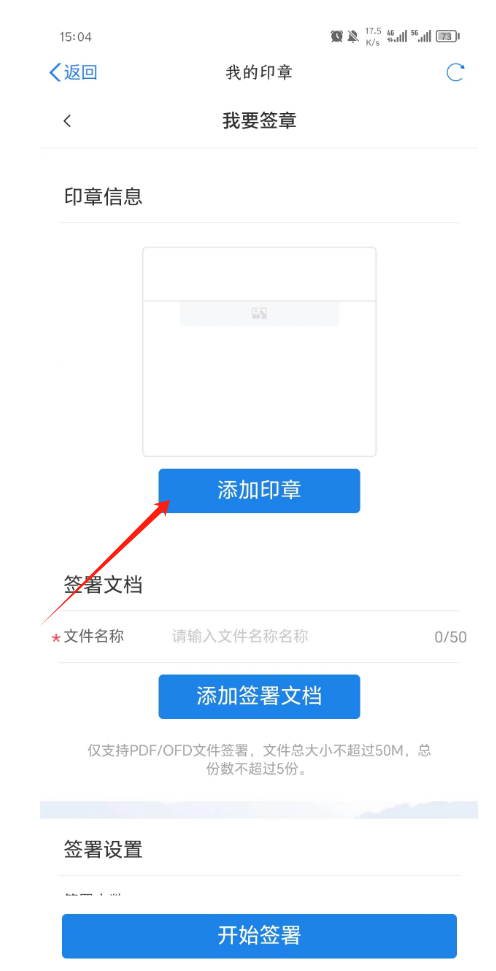 15:04
17.5 K/s 4G 5G 73
返回 我的印章
我要签章
印章信息
添加印章
签署文档
*文件名称 请输入文件名称名称 0/50
添加签署文档
仅支持PDF/OFD文件签署，文件总大小不超过50M，总
份数不超过5份。
签署设置
开始签署